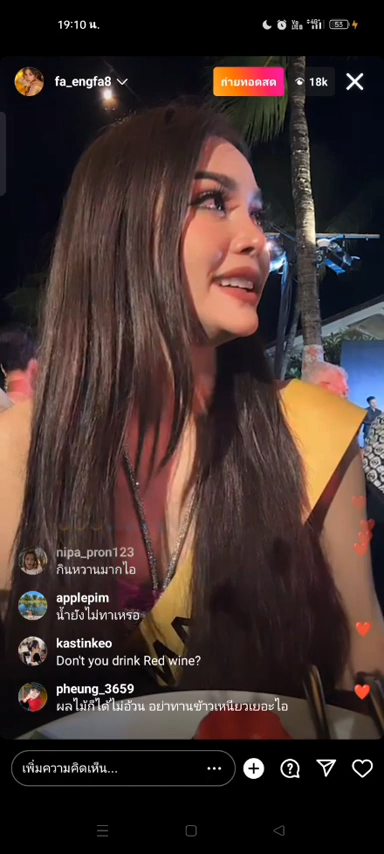 19:10 น.
53
fa_engfa8
ถ่ายทอดสด
18k
nipa_pron123
กินหวานมากไอ
applepim
น้ำยังไม่ทาเหรอ
kastinkeo
Don't you drink Red wine?
pheung_3659
ผลไม้ก็ได้ไม่อ้วน อย่าทานข้าวเหนียวเยอะไอ
เพิ่มความคิดเห็น...